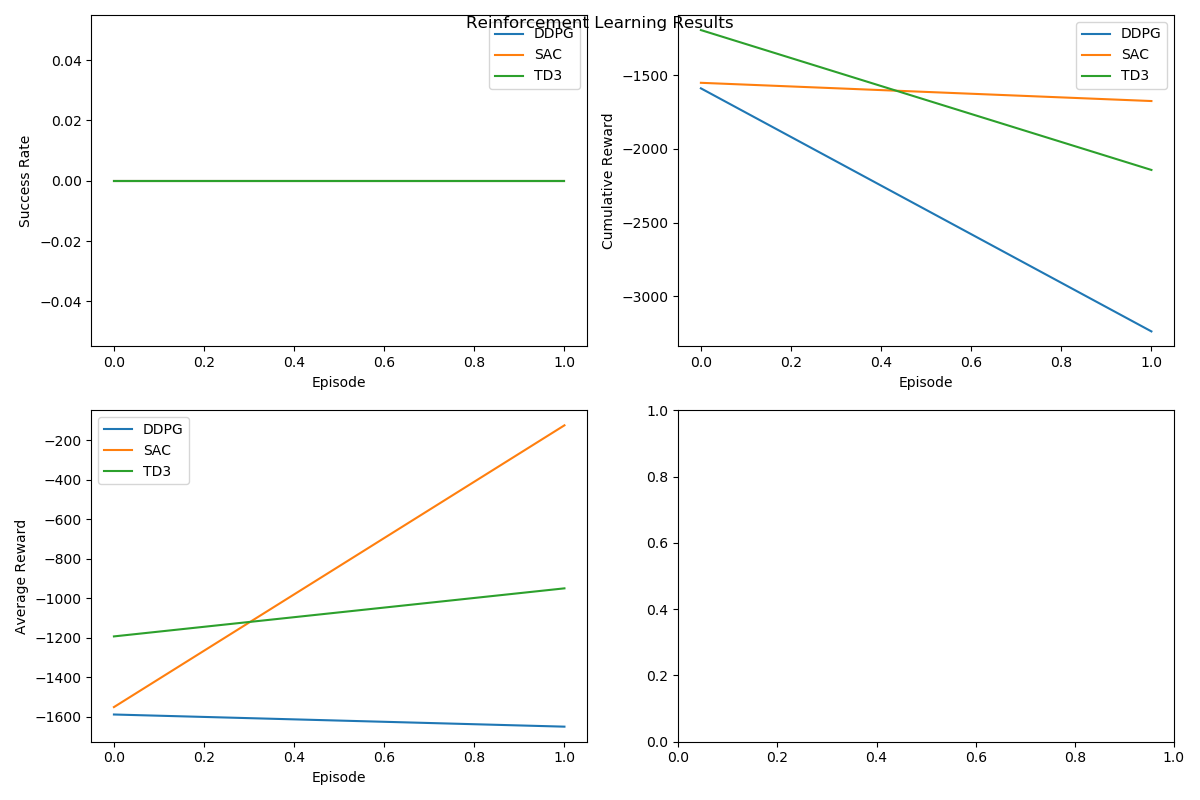 Reinforcement Learning Results
DDPG
SAC
TD3
0.04
0.02
0.00
−0.02
−0.04
Success Rate
0.0 0.2 0.4 0.6 0.8 1.0
Episode
DDPG
SAC
TD3
−1500
−2000
−2500
−3000
Cumulative Reward
0.0 0.2 0.4 0.6 0.8 1.0
Episode
DDPG
SAC
TD3
−200
−400
−600
−800
−1000
−1200
−1400
−1600
Average Reward
0.0 0.2 0.4 0.6 0.8 1.0
Episode
1.0
0.8
0.6
0.4
0.2
0.0
0.0 0.2 0.4 0.6 0.8 1.0